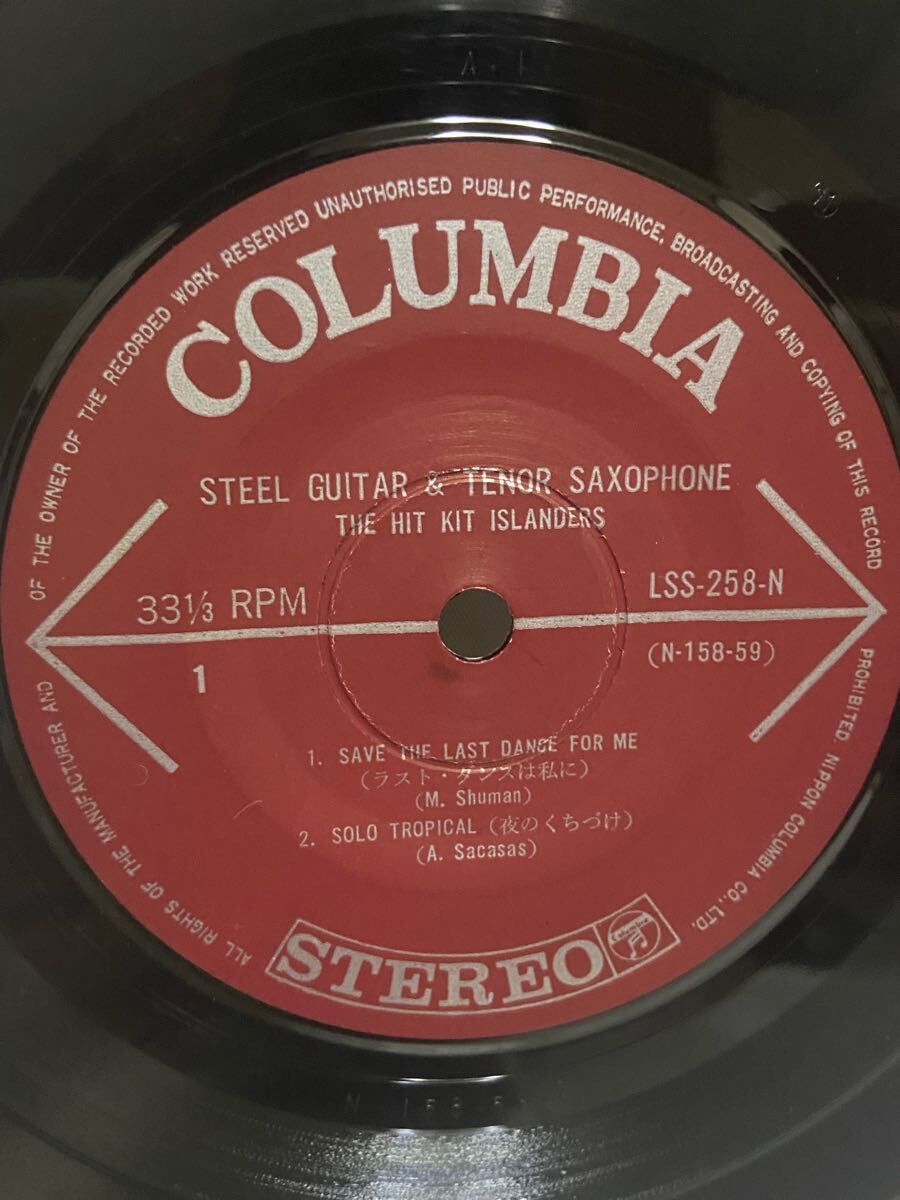 ALL RIGHTS OF THE MANUFACTURER AND OF THE OWNER OF THE RECORDED WORK RESERVED UNAUTHORISED PUBLIC PERFORMANCE, BROADCASTING AND COPYING OF THIS RECORD PROHIBITED, NIPPON COLUMBIA CO., LTD.
COLUMBIA
STEEL GUITAR & TENOR SAXOPHONE
THE HIT KIT ISLANDERS
33⅓ RPM
LSS-258-N
1
(N-158-59)
1. SAVE THE LAST DANCE FOR ME
(ラスト・ダンスは私に)
(M. Shuman)
2. SOLO TROPICAL (夜のくちづけ)
(A. Sacasas)
STEREO
Columbia